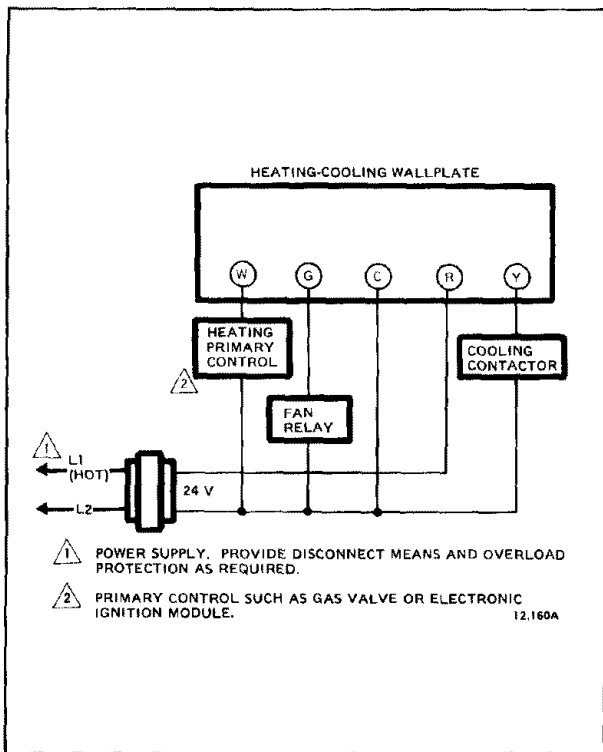 HEATING-COOLING WALLPLATE
W G C R Y
HEATING
PRIMARY
CONTROL
COOLING
CONTACTOR
2
FAN
RELAY
1
L1
(HOT)
24 V
L2
1 POWER SUPPLY. PROVIDE DISCONNECT MEANS AND OVERLOAD
PROTECTION AS REQUIRED.
2 PRIMARY CONTROL SUCH AS GAS VALVE OR ELECTRONIC
IGNITION MODULE.
12,160A